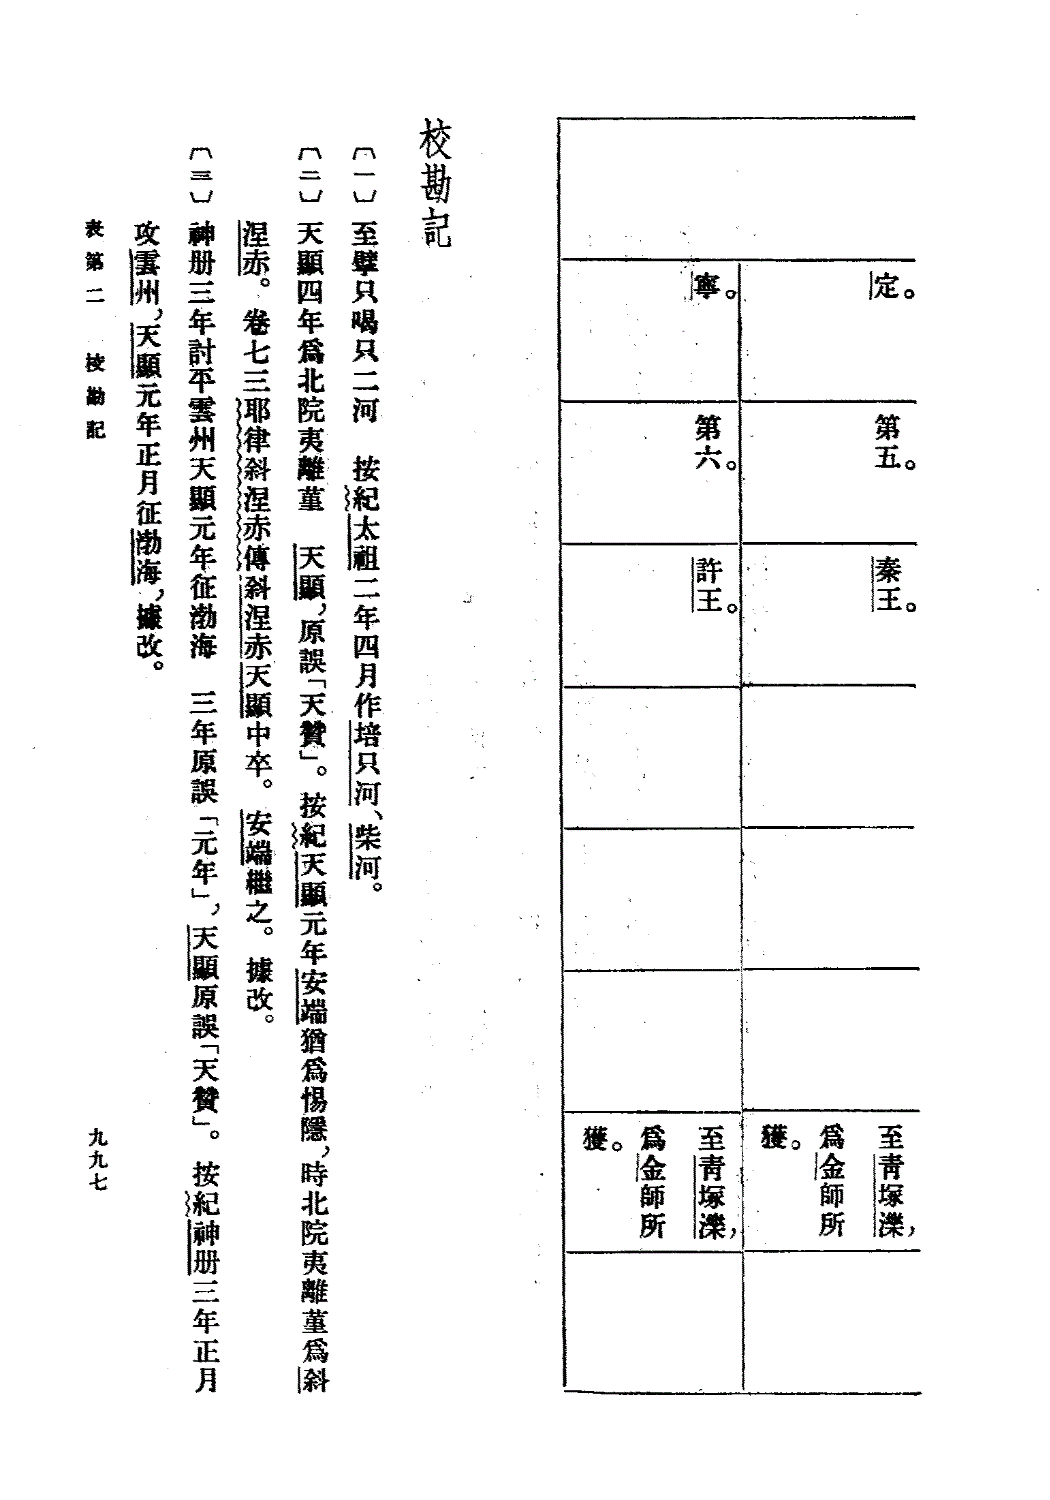 定。
第五。
秦王。
至青塚濼，
爲金師所
獲。
寧。
第六。
許王。
至青塚濼，
爲金師所
獲。
校勘記
〔一〕至擘只喝只二河　按紀太祖二年四月作培只河、柴河。
〔二〕天顯四年爲北院夷離菫　天顯，原誤「天贊」。按紀天顯元年安端猶爲惕隱，時北院夷離菫爲斜
涅赤。卷七三耶律斜涅赤傳斜涅赤天顯中卒。安端繼之。據改。
〔三〕神册三年討平雲州天顯元年征渤海　三年原誤「元年」，天顯原誤「天贊」。按紀神册三年正月
攻雲州，天顯元年正月征渤海，據改。
表第二　校勘記
九九七